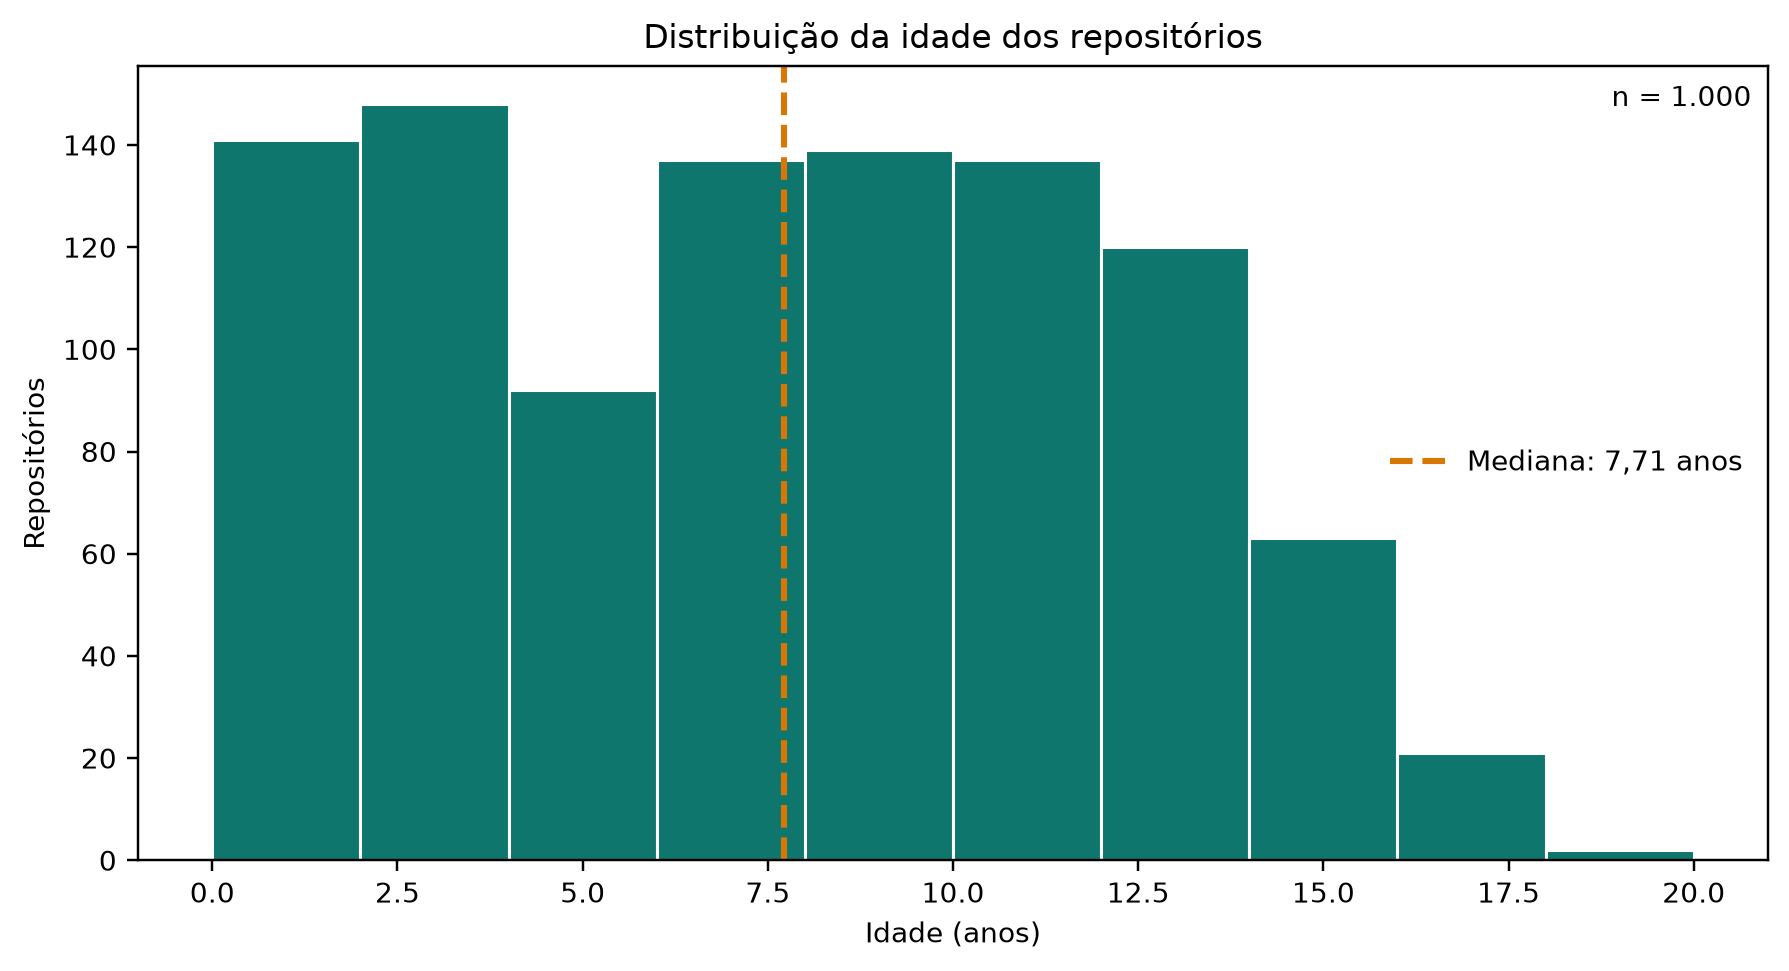 Distribuição da idade dos repositórios
n = 1.000
140
120
100
80
60
40
20
0
Repositórios
Mediana: 7,71 anos
0.0 2.5 5.0 7.5 10.0 12.5 15.0 17.5 20.0
Idade (anos)